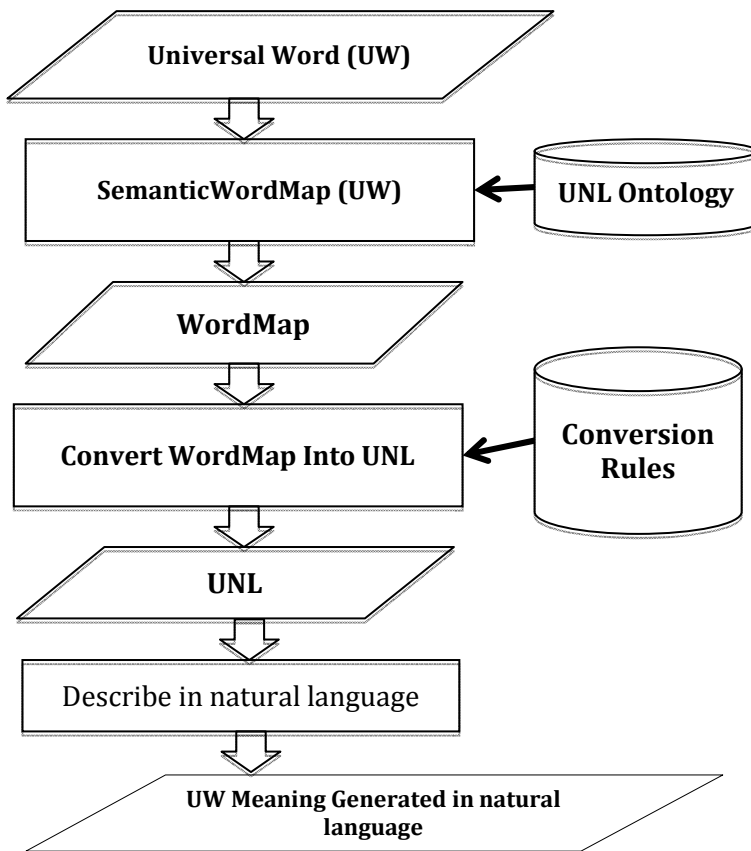 Universal Word (UW)
SemanticWordMap (UW)
UNL Ontology
WordMap
Convert WordMap Into UNL
Conversion
Rules
UNL
Describe in natural language
UW Meaning Generated in natural
language